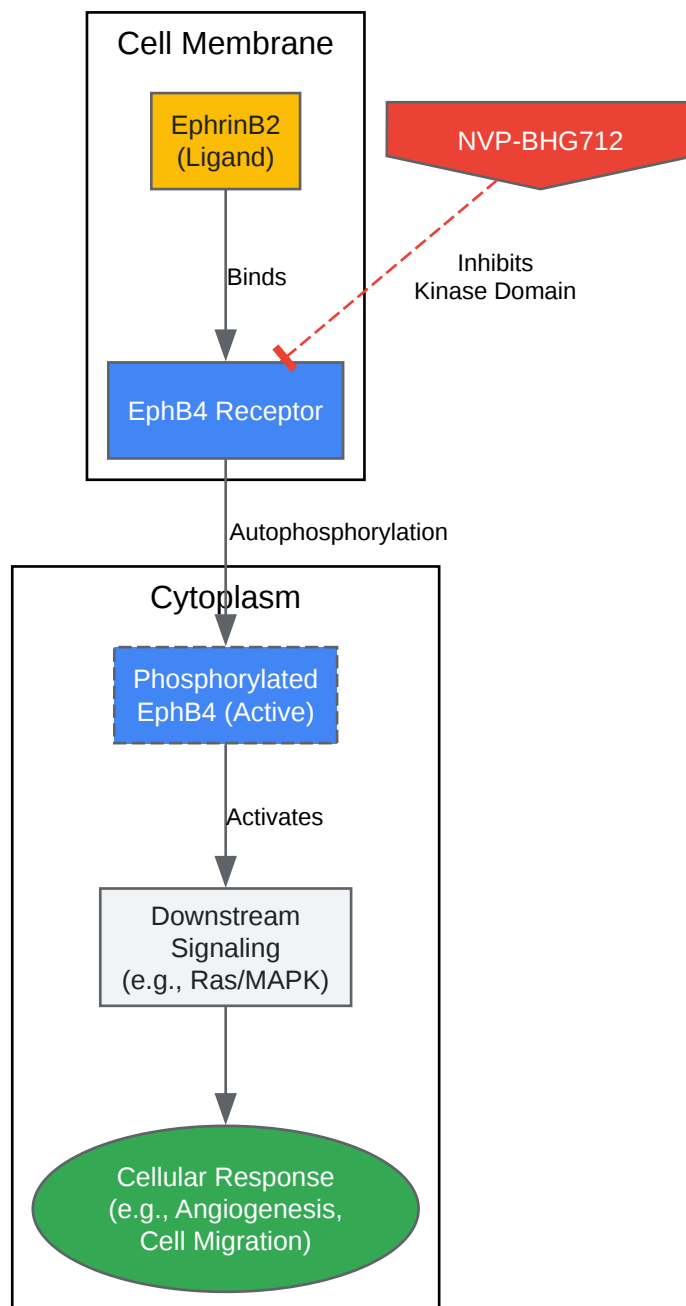 Cell Membrane
EphrinB2
(Ligand)
NVP-BHG712
Binds
Inhibits
Kinase Domain
EphB4 Receptor
Autophosphorylation
Cytoplasm
Phosphorylated
EphB4 (Active)
Activates
Downstream
Signaling
(e.g., Ras/MAPK)
Cellular Response
(e.g., Angiogenesis,
Cell Migration)